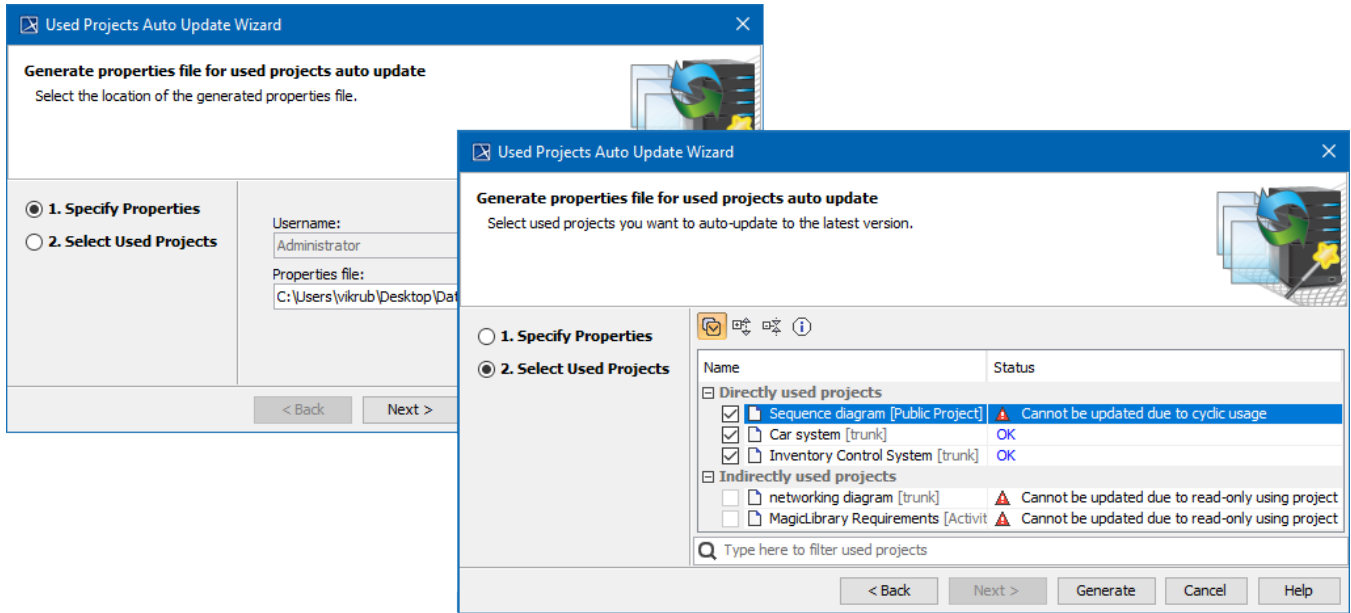 Used Projects Auto Update Wizard
Generate properties file for used projects auto update
Select the location of the generated properties file.
1. Specify Properties
2. Select Used Projects
Username:
Administrator
Properties file:
C:\Users\vikrub\Desktop\Dat
< Back Next >
Used Projects Auto Update Wizard
Generate properties file for used projects auto update
Select used projects you want to auto-update to the latest version.
1. Specify Properties
2. Select Used Projects
Name Status
Directly used projects
Sequence diagram [Public Project] Cannot be updated due to cyclic usage
Car system [trunk] OK
Inventory Control System [trunk] OK
Indirectly used projects
networking diagram [trunk] Cannot be updated due to read-only using project
MagicLibrary Requirements [Activit Cannot be updated due to read-only using project
Type here to filter used projects
< Back Next > Generate Cancel Help